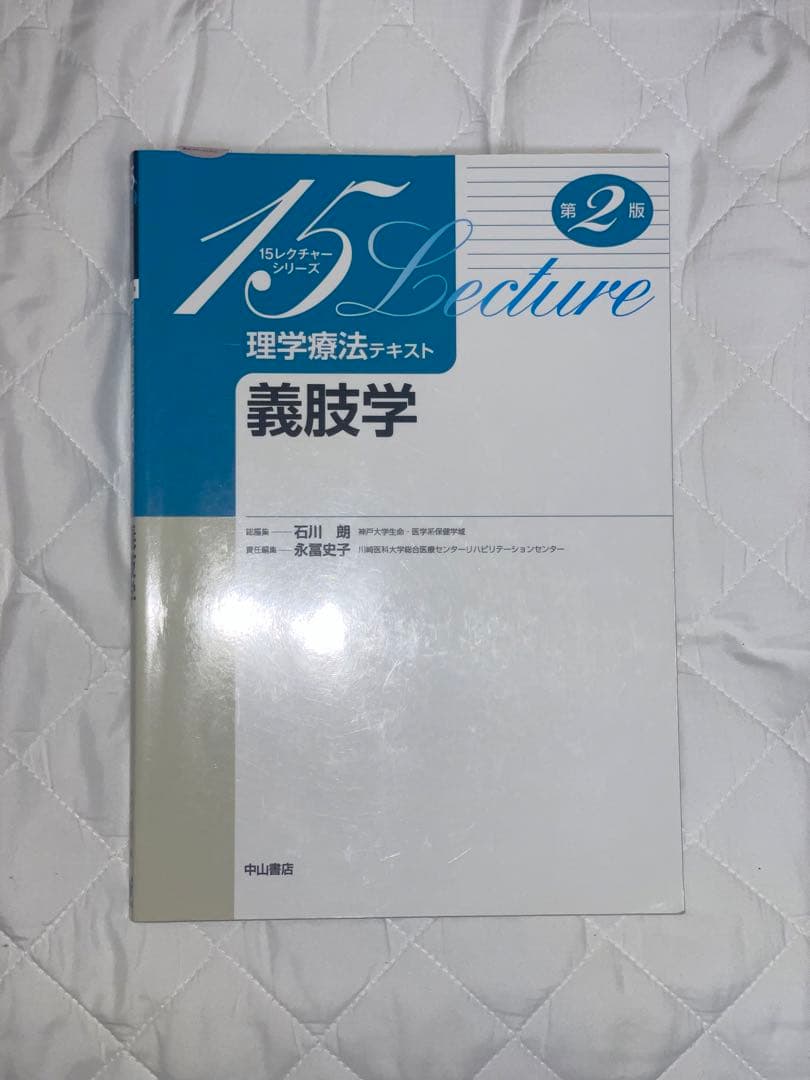 第2版
15 Lecture
15レクチャー
シリーズ
理学療法テキスト
義肢学
総編集 石川 朗 神戸大学生命・医学系保健学域
責任編集 永冨史子 川崎医科大学総合医療センターリハビリテーションセンター
中山書店